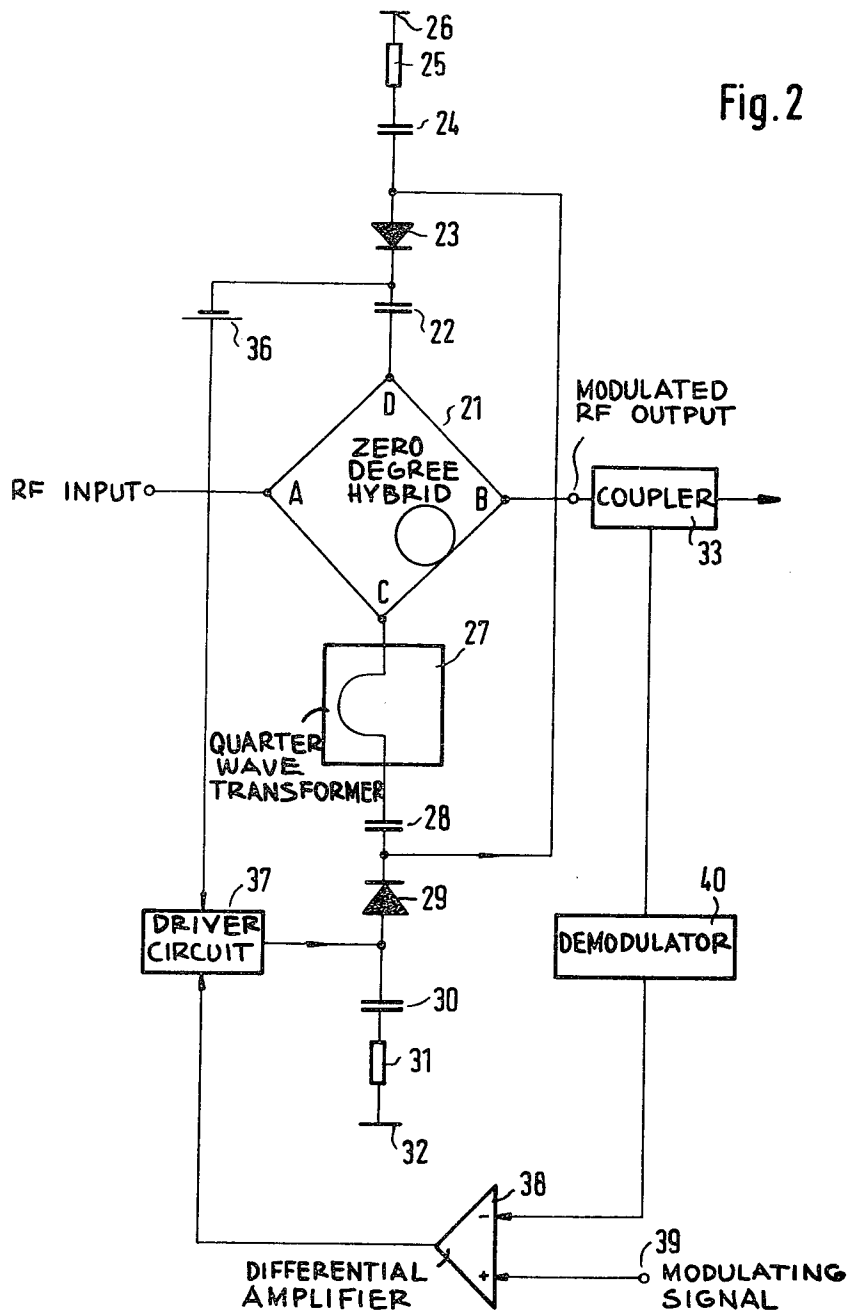 26
25
Fig. 2
24
23
36
22
MODULATED
RF OUTPUT
D
21
ZERO
DEGREE
HYBRID
RF INPUT
A
B
COUPLER
33
C
27
QUARTER
WAVE
TRANSFORMER
28
37
29
40
DRIVER
CIRCUIT
DEMODULATOR
30
31
32
38
-
39
+
MODULATING
SIGNAL
DIFFERENTIAL
AMPLIFIER